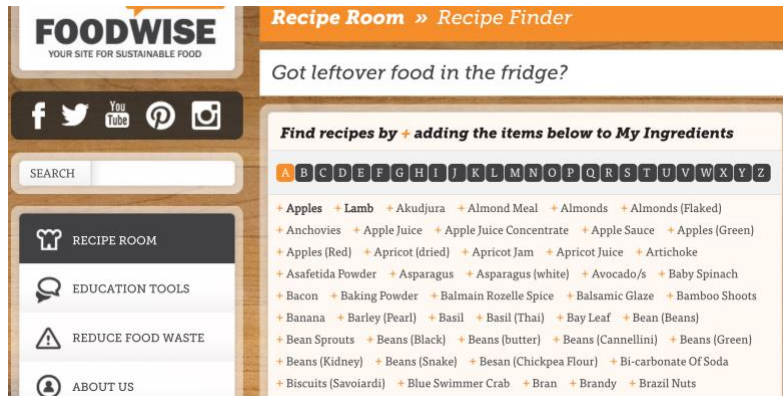 FOODWISE
YOUR SITE FOR SUSTAINABLE FOOD
You
Tube
SEARCH
RECIPE ROOM
EDUCATION TOOLS
REDUCE FOOD WASTE
ABOUT US
Recipe Room » Recipe Finder
Got leftover food in the fridge?
Find recipes by + adding the items below to My Ingredients
A B C D E F G H I J K L M N O P Q R S T U V W X Y Z
+ Apples + Lamb + Akudjura + Almond Meal + Almonds + Almonds (Flaked)
+ Anchovies + Apple Juice + Apple Juice Concentrate + Apple Sauce + Apples (Green)
+ Apples (Red) + Apricot (dried) + Apricot Jam + Apricot Juice + Artichoke
+ Asafetida Powder + Asparagus + Asparagus (white) + Avocado/s + Baby Spinach
+ Bacon + Baking Powder + Balmain Rozelle Spice + Balsamic Glaze + Bamboo Shoots
+ Banana + Barley (Pearl) + Basil + Basil (Thai) + Bay Leaf + Bean (Beans)
+ Bean Sprouts + Beans (Black) + Beans (butter) + Beans (Cannellini) + Beans (Green)
+ Beans (Kidney) + Beans (Snake) + Besan (Chickpea Flour) + Bi-carbonate Of Soda
+ Biscuits (Savoiardi) + Blue Swimmer Crab + Bran + Brandy + Brazil Nuts